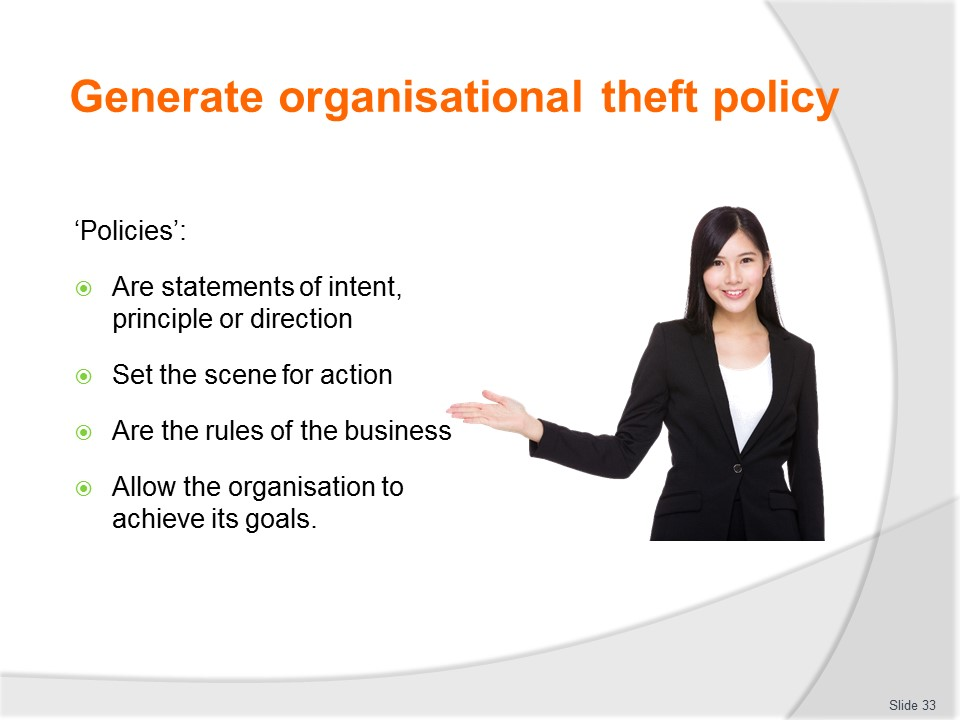 Generate organisational theft policy
‘Policies’:
Are statements of intent,
principle or direction
Set the scene for action
Are the rules of the business
Allow the organisation to
achieve its goals.
Slide 33